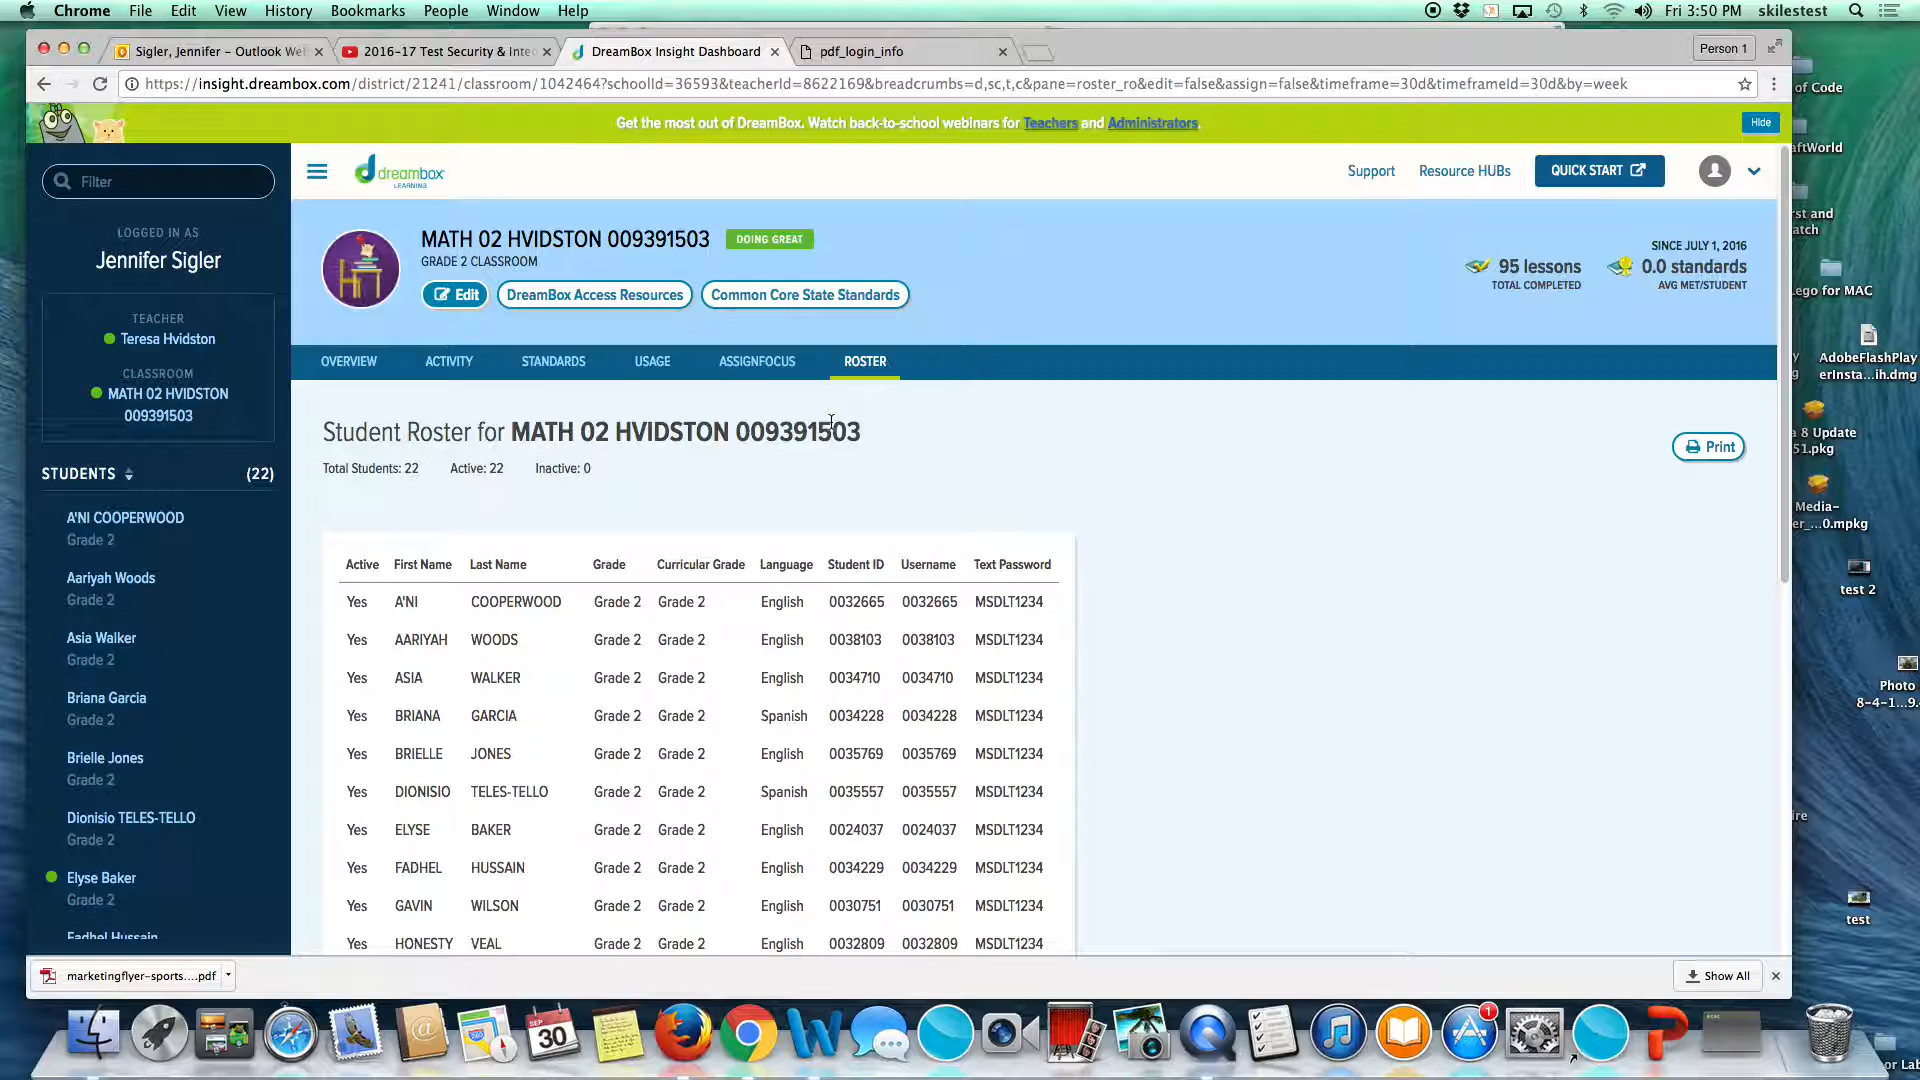 Chrome File Edit View History Bookmarks People Window Help Fri 3:50 PM skilestest
Sigler, Jennifer – Outlook We
2016-17 Test Security & Inte
DreamBox Insight Dashboard
pdf_login_info
Person 1
https://insight.dreambox.com/district/21241/classroom/1042464?schoolId=36593&teacherId=8622169&breadcrumbs=d,sc,t,c&pane=roster_ro&edit=false&assign=false&timeframe=30d&timeframeId=30d&by=week
Get the most out of DreamBox. Watch back-to-school webinars for Teachers and Administrators.
Hide
Filter
LOGGED IN AS
Jennifer Sigler
TEACHER
Teresa Hvidston
CLASSROOM
MATH 02 HVIDSTON
009391503
STUDENTS (22)
A'NI COOPERWOOD
Grade 2
Aariyah Woods
Grade 2
Asia Walker
Grade 2
Briana Garcia
Grade 2
Brielle Jones
Grade 2
Dionisio TELES-TELLO
Grade 2
Elyse Baker
Grade 2
Fadhel Hussain
dreambox
LEARNING
Support Resource HUBs QUICK START
MATH 02 HVIDSTON 009391503 DOING GREAT
GRADE 2 CLASSROOM
Edit DreamBox Access Resources Common Core State Standards
SINCE JULY 1, 2016
95 lessons 0.0 standards
TOTAL COMPLETED AVG MET/STUDENT
OVERVIEW ACTIVITY STANDARDS USAGE ASSIGNFOCUS ROSTER
Student Roster for MATH 02 HVIDSTON 009391503
Total Students: 22 Active: 22 Inactive: 0
Print
Active First Name Last Name Grade Curricular Grade Language Student ID Username Text Password
Yes A'NI COOPERWOOD Grade 2 Grade 2 English 0032665 0032665 MSDLT1234
Yes AARIYAH WOODS Grade 2 Grade 2 English 0038103 0038103 MSDLT1234
Yes ASIA WALKER Grade 2 Grade 2 English 0034710 0034710 MSDLT1234
Yes BRIANA GARCIA Grade 2 Grade 2 Spanish 0034228 0034228 MSDLT1234
Yes BRIELLE JONES Grade 2 Grade 2 English 0035769 0035769 MSDLT1234
Yes DIONISIO TELES-TELLO Grade 2 Grade 2 Spanish 0035557 0035557 MSDLT1234
Yes ELYSE BAKER Grade 2 Grade 2 English 0024037 0024037 MSDLT1234
Yes FADHEL HUSSAIN Grade 2 Grade 2 English 0034229 0034229 MSDLT1234
Yes GAVIN WILSON Grade 2 Grade 2 English 0030751 0030751 MSDLT1234
Yes HONESTY VEAL Grade 2 Grade 2 English 0032809 0032809 MSDLT1234
marketingflyer-sports....pdf
Show All
of Code
aftWorld
rst and
atch
Lego for MAC
AdobeFlashPlay
erInsta...ih.dmg
a 8 Update
51.pkg
Media-
er_...0.mpkg
test 2
Photo
8-4-1...9.
ire
test
or Lab
SEP
30
1